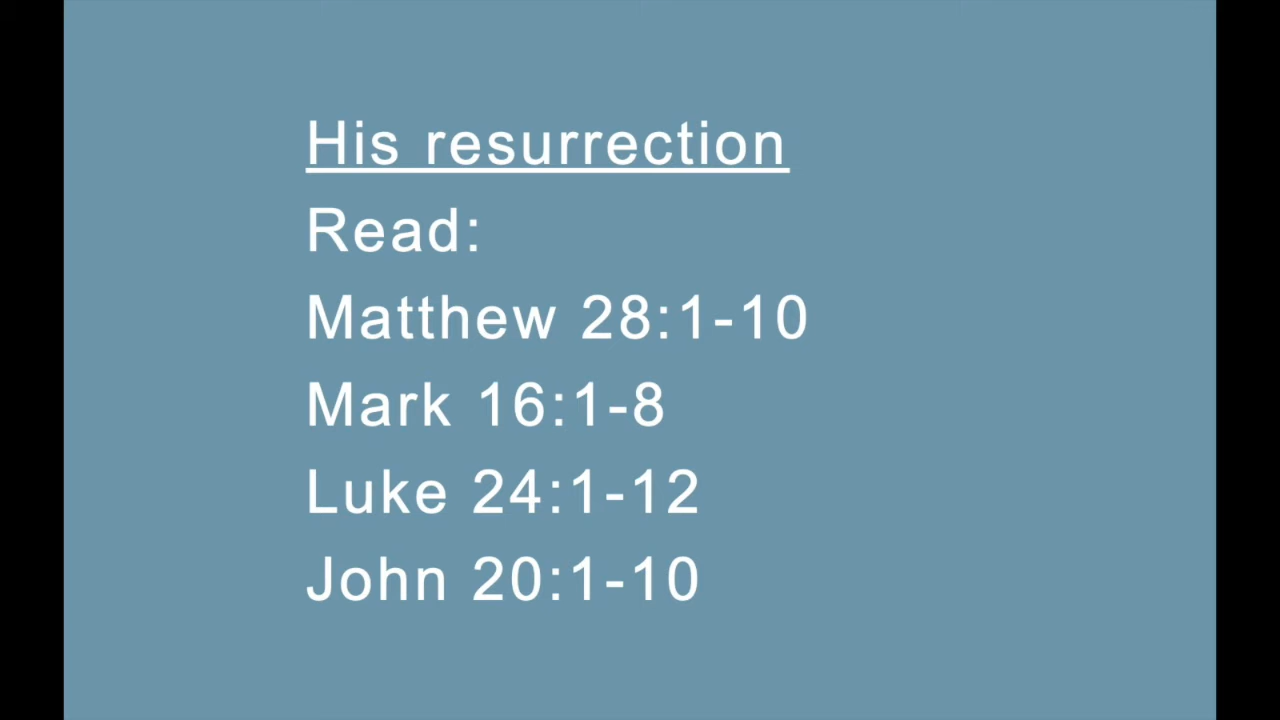 His resurrection
Read:
Matthew 28:1-10
Mark 16:1-8
Luke 24:1-12
John 20:1-10